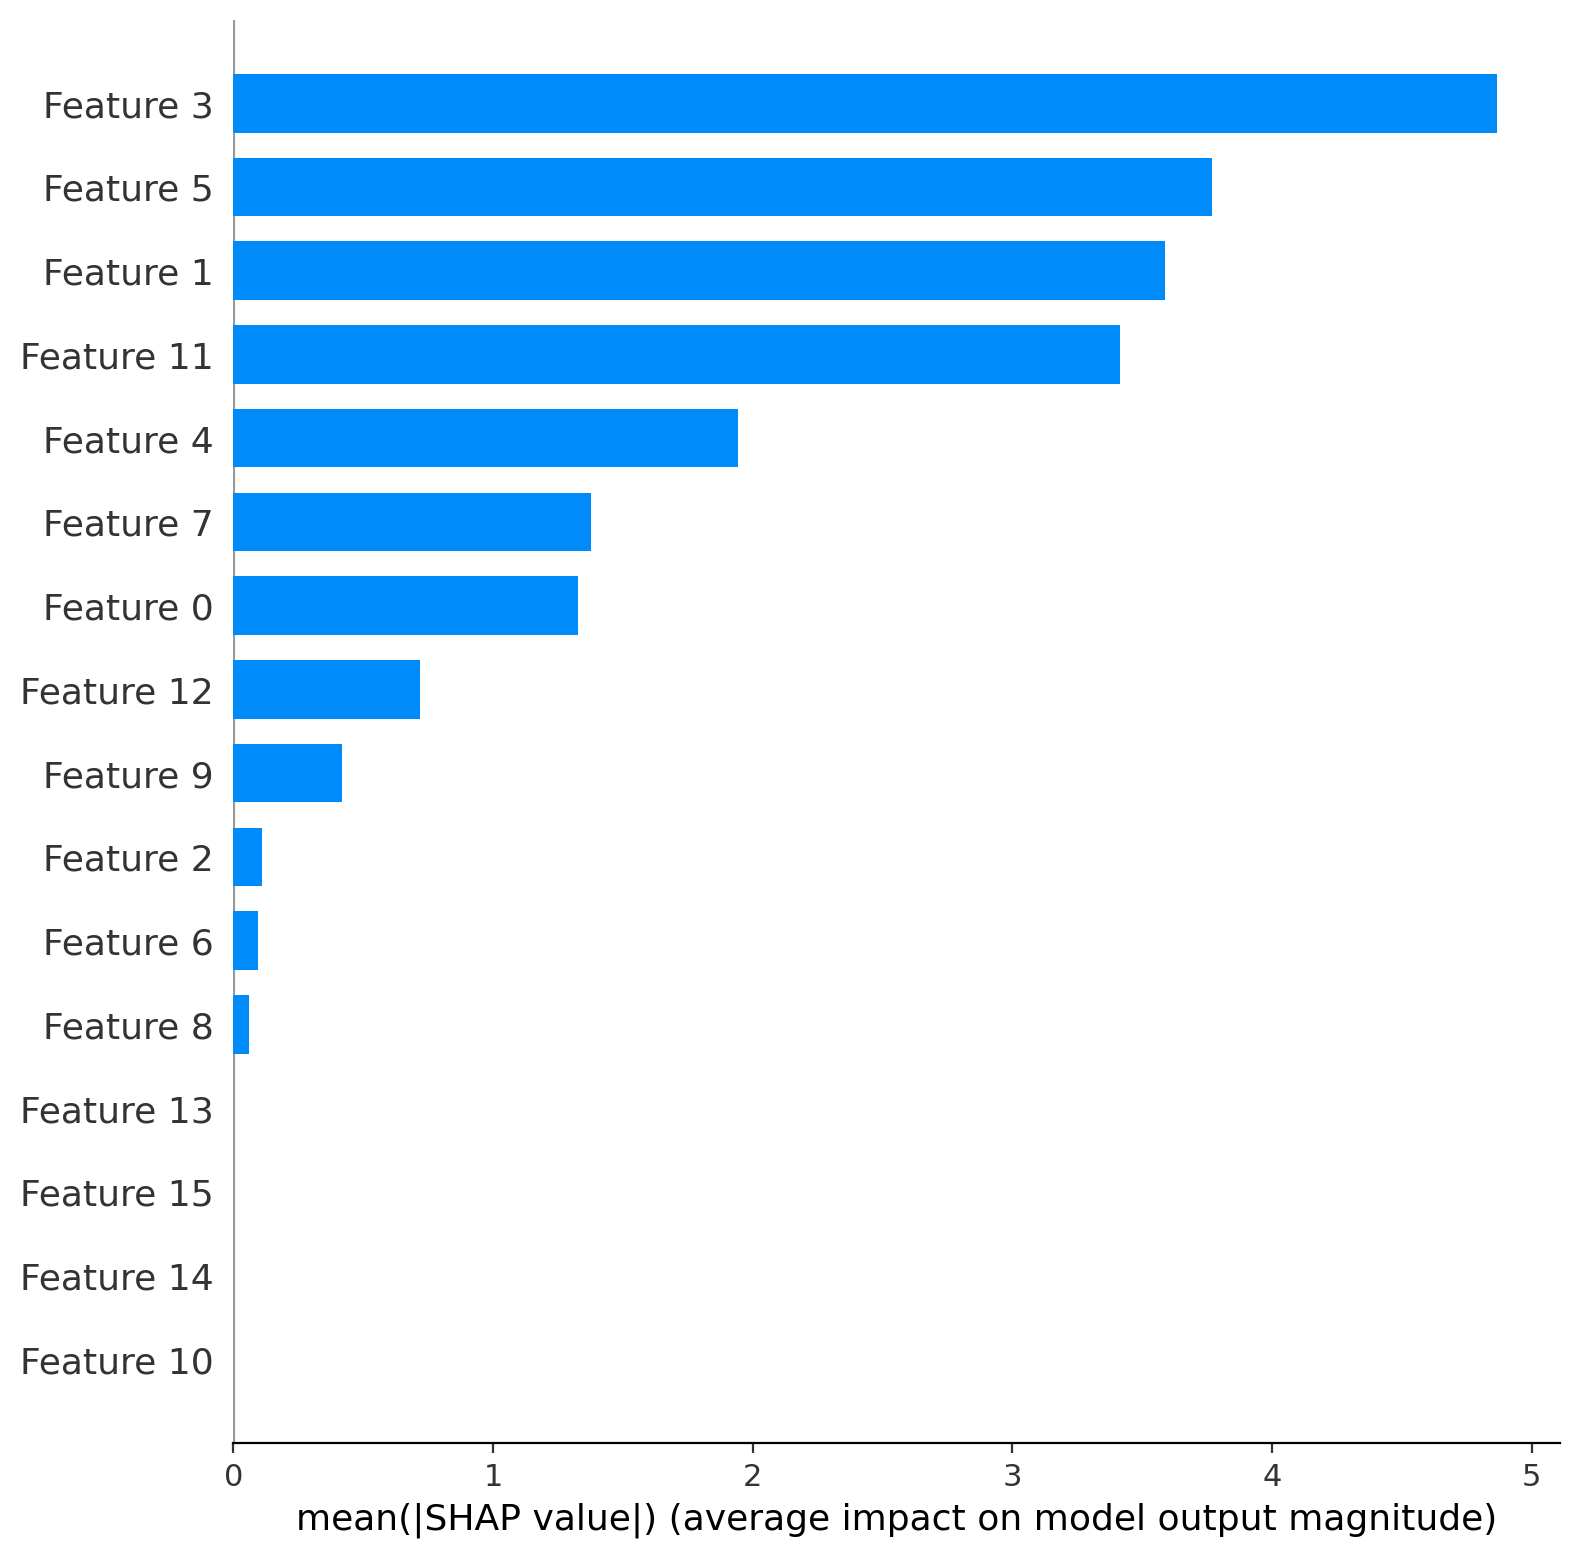 Feature 3
Feature 5
Feature 1
Feature 11
Feature 4
Feature 7
Feature 0
Feature 12
Feature 9
Feature 2
Feature 6
Feature 8
Feature 13
Feature 15
Feature 14
Feature 10
0 1 2 3 4 5
mean(|SHAP value|) (average impact on model output magnitude)